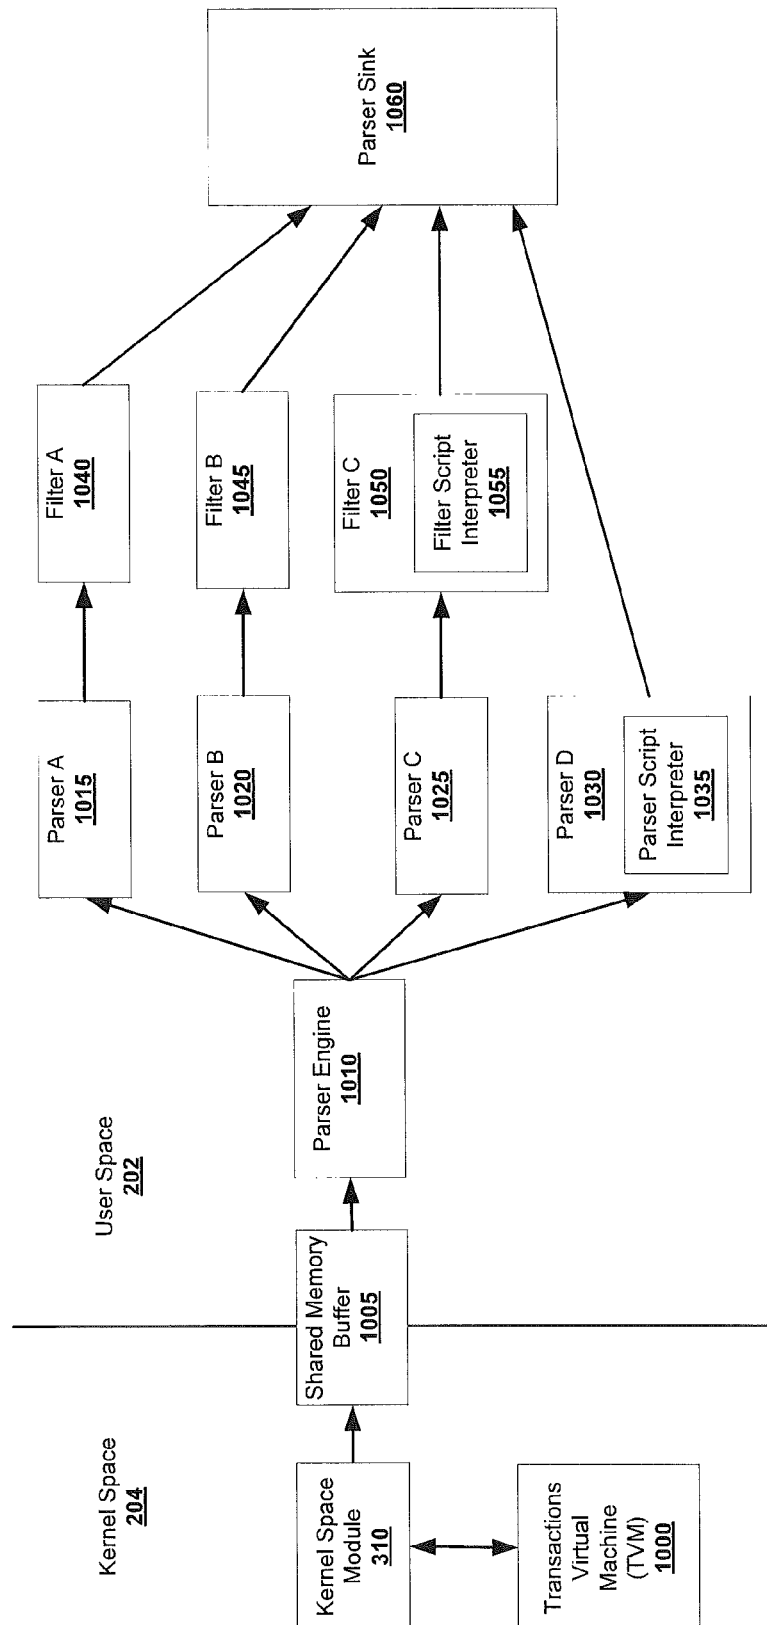 Kernel Space
204
User Space
202
Kernel Space
Module
310
Transactions
Virtual
Machine
(TVM)
1000
Shared Memory
Buffer
1005
Parser Engine
1010
Parser A
1015
Parser B
1020
Parser C
1025
Parser D
1030
Parser Script
Interpreter
1035
Filter A
1040
Filter B
1045
Filter C
1050
Filter Script
Interpreter
1055
Parser Sink
1060